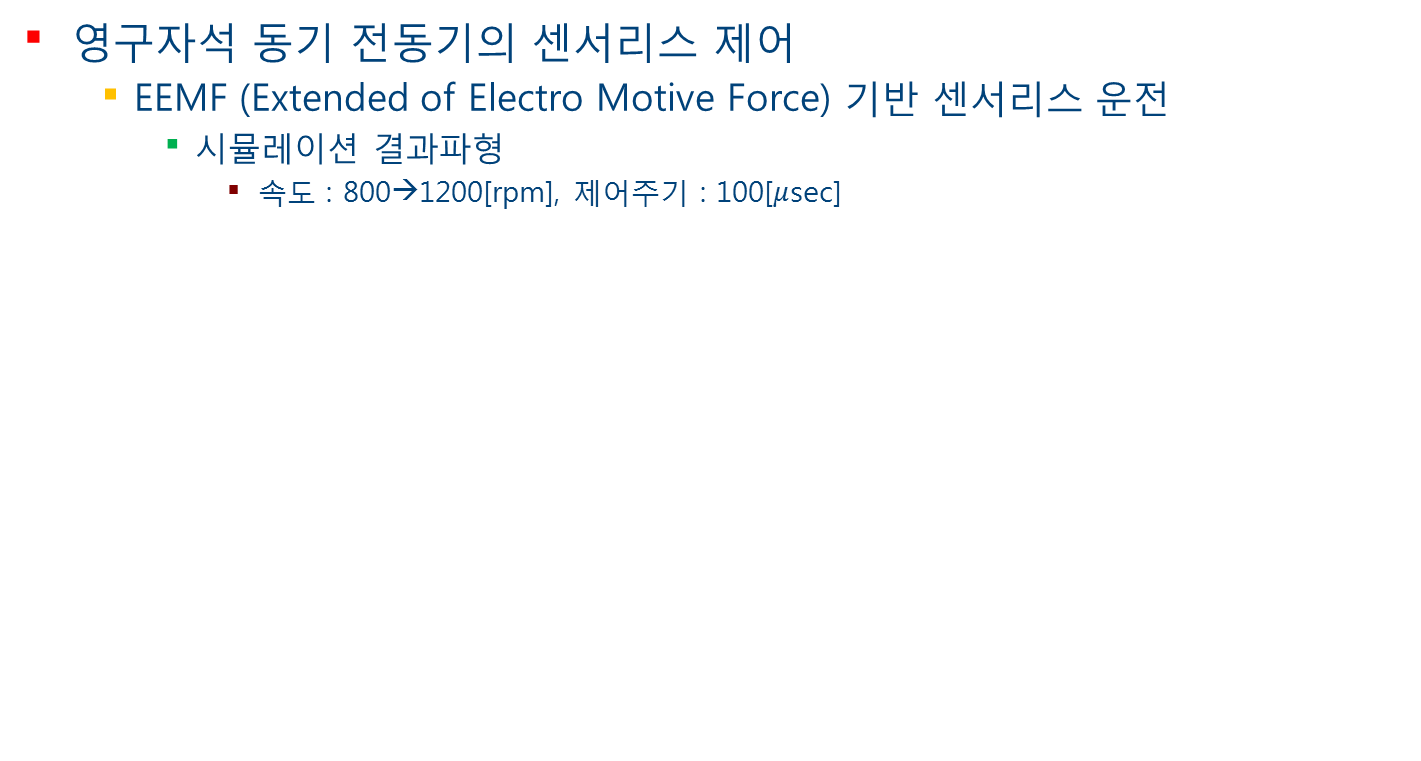 영구자석 동기 전동기의 센서리스 제어
EEMF (Extended of Electro Motive Force) 기반 센서리스 운전
시뮬레이션 결과파형
속도 : 800→1200[rpm], 제어주기 : 100[𝜇sec]